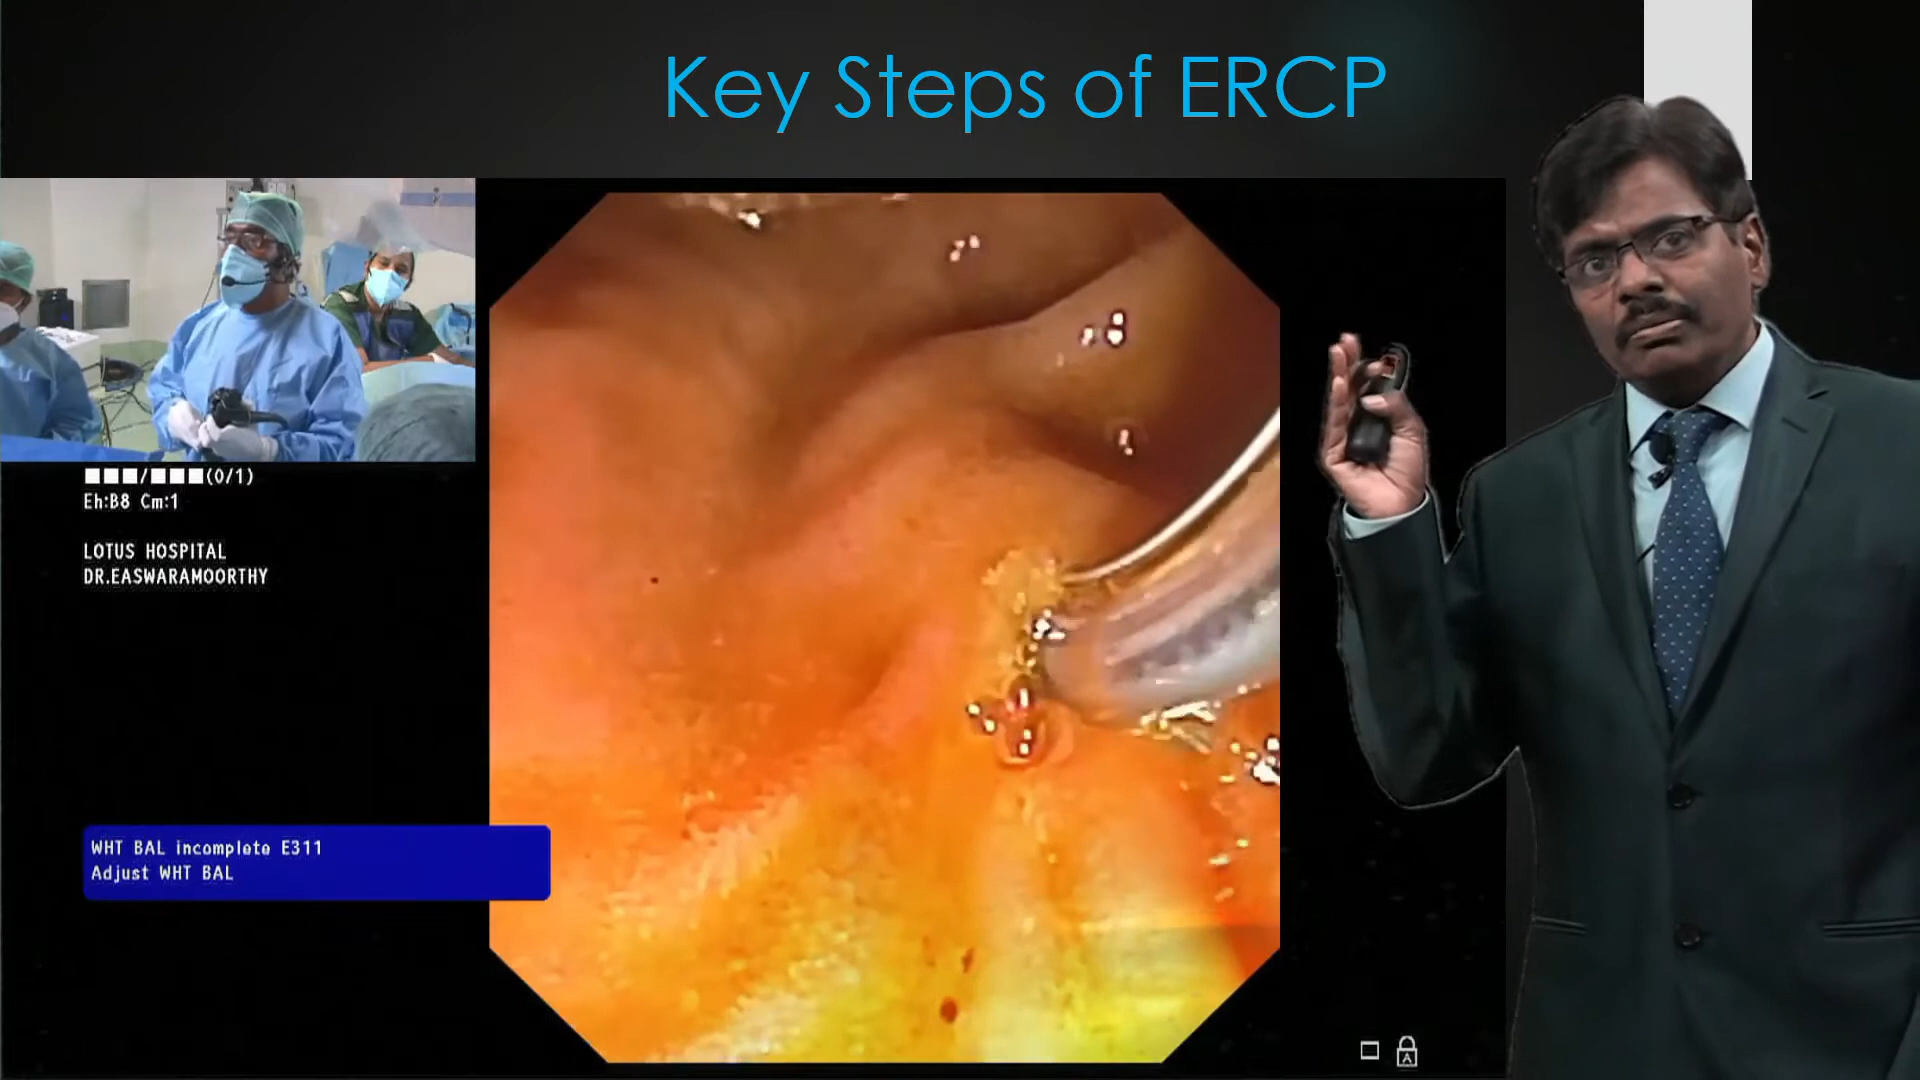 Key Steps of ERCP
■■■/■■■(0/1)
Eh:B8 Cm:1
LOTUS HOSPITAL
DR.EASWARAMOORTHY
WHT BAL incomplete E311
Adjust WHT BAL
A